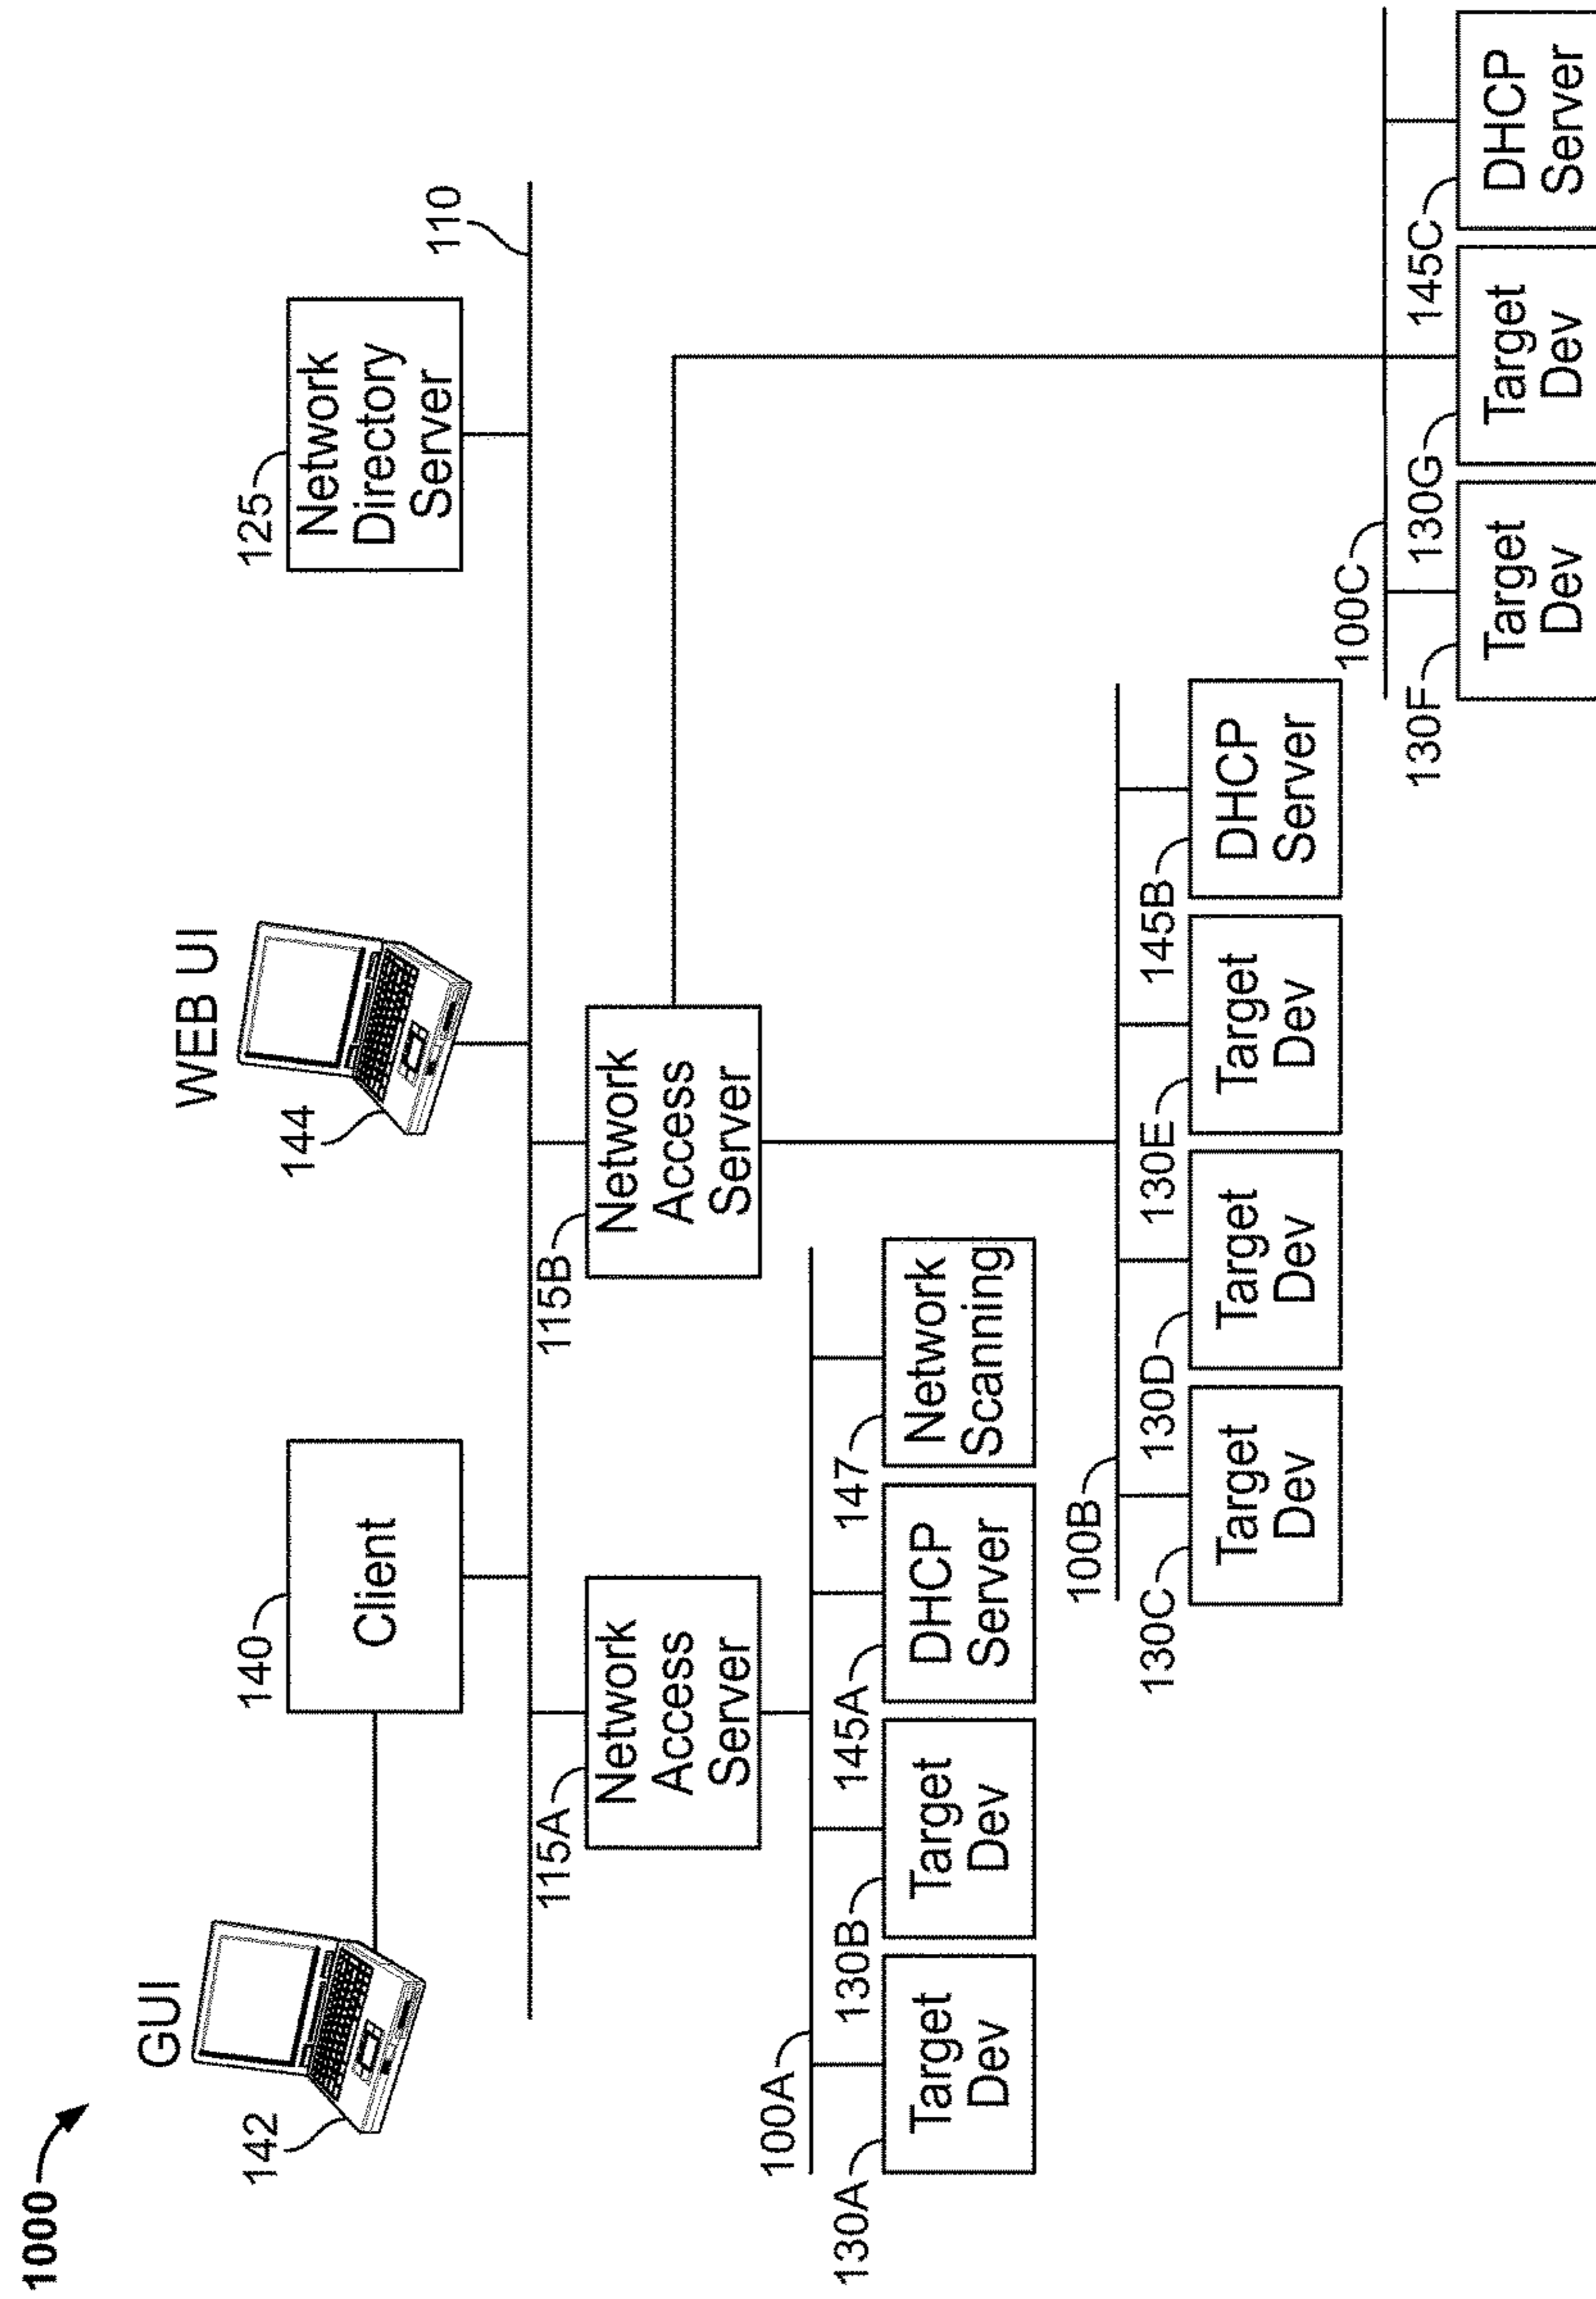 1000
GUI
142
140
Client
WEB UI
144
125
Network
Directory
Server
110
115A
Network
Access
Server
115B
Network
Access
Server
100A
130A
Target
Dev
130B
Target
Dev
145A
DHCP
Server
147
Network
Scanning
100B
130C
Target
Dev
130D
Target
Dev
130E
Target
Dev
145B
DHCP
Server
100C
130F
Target
Dev
130G
Target
Dev
145C
DHCP
Server